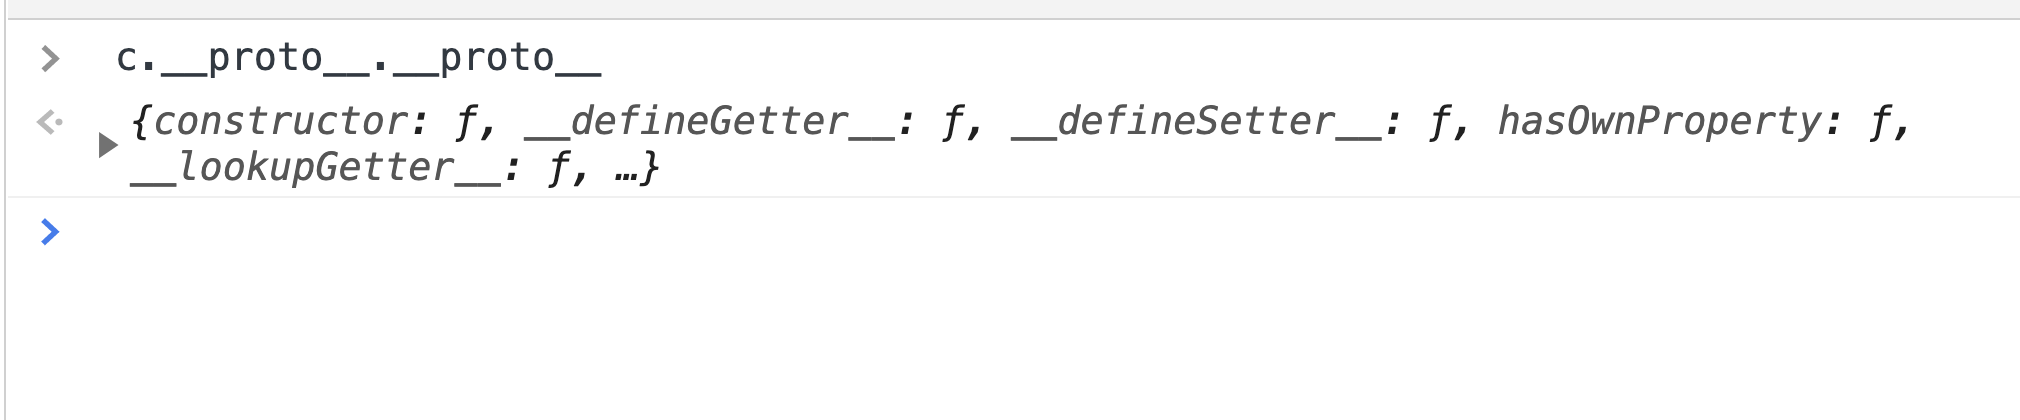 c.__proto__.__proto__
{constructor: ƒ, __defineGetter__: ƒ, __defineSetter__: ƒ, hasOwnProperty: ƒ,
__lookupGetter__: ƒ, …}